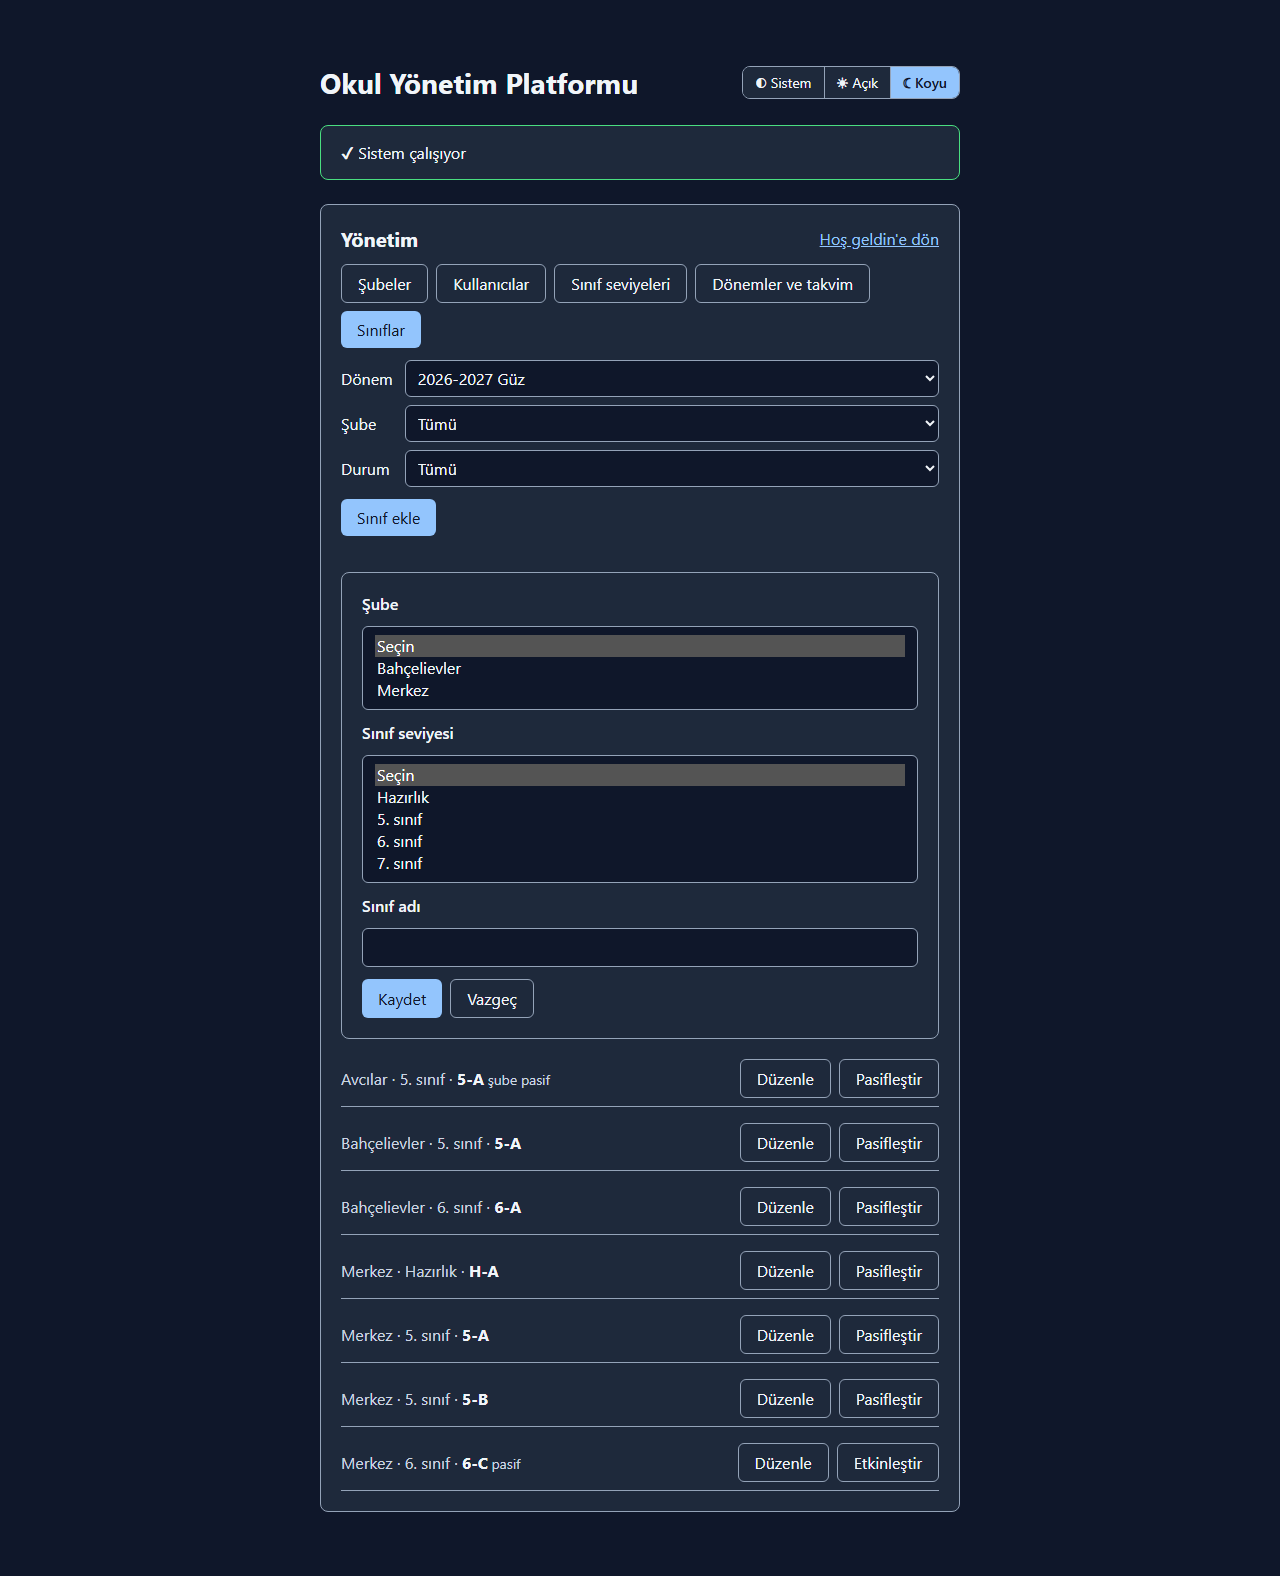 Okul Yönetim Platformu
◐ Sistem
☀ Açık
☾ Koyu
✓ Sistem çalışıyor
Yönetim
Hoş geldin'e dön
Şubeler
Kullanıcılar
Sınıf seviyeleri
Dönemler ve takvim
Sınıflar
Dönem
2026-2027 Güz
Şube
Tümü
Durum
Tümü
Sınıf ekle
Şube
Seçin
Bahçelievler
Merkez
Sınıf seviyesi
Seçin
Hazırlık
5. sınıf
6. sınıf
7. sınıf
Sınıf adı
Kaydet
Vazgeç
Avcılar · 5. sınıf · 5-A şube pasif
Düzenle
Pasifleştir
Bahçelievler · 5. sınıf · 5-A
Düzenle
Pasifleştir
Bahçelievler · 6. sınıf · 6-A
Düzenle
Pasifleştir
Merkez · Hazırlık · H-A
Düzenle
Pasifleştir
Merkez · 5. sınıf · 5-A
Düzenle
Pasifleştir
Merkez · 5. sınıf · 5-B
Düzenle
Pasifleştir
Merkez · 6. sınıf · 6-C pasif
Düzenle
Etkinleştir